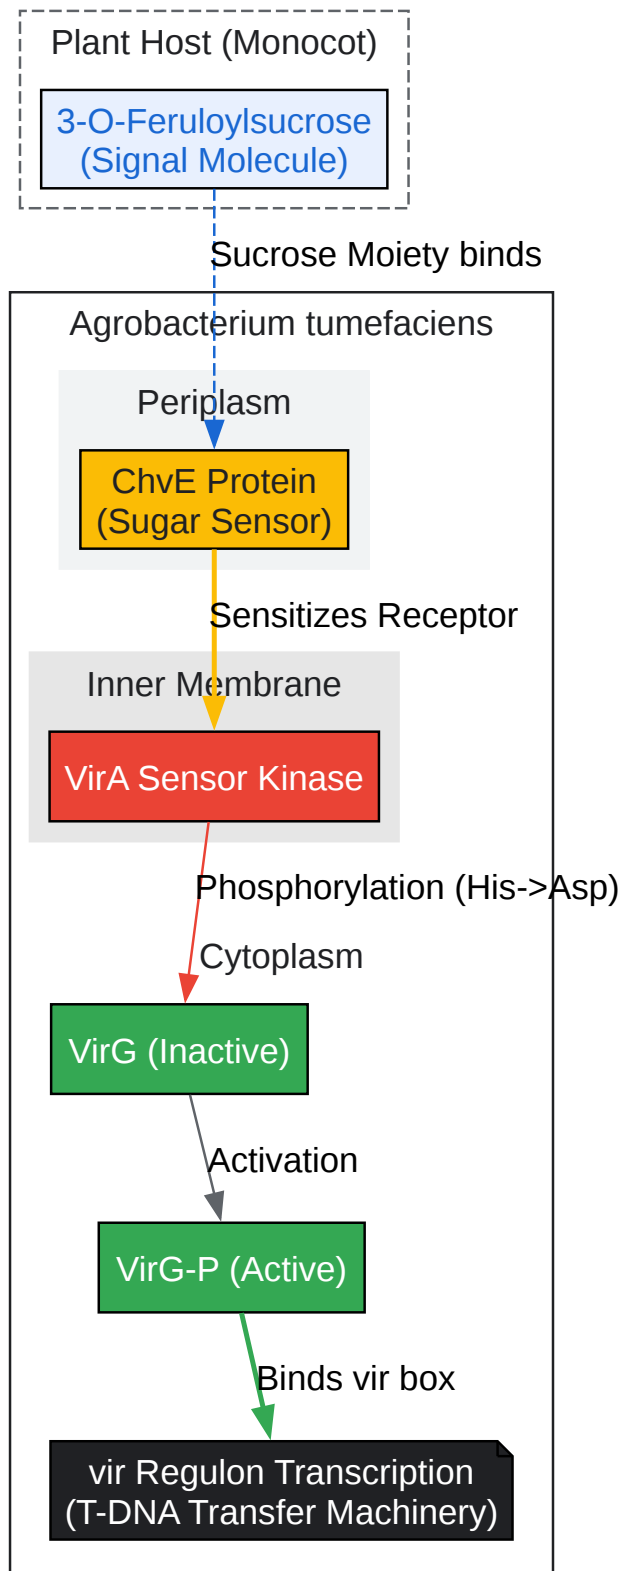 Plant Host (Monocot)
3-O-Feruloylsucrose
(Signal Molecule)
Sucrose Moiety binds
Agrobacterium tumefaciens
Periplasm
ChvE Protein
(Sugar Sensor)
Sensitizes Receptor
Inner Membrane
VirA Sensor Kinase
Phosphorylation (His->Asp)
Cytoplasm
VirG (Inactive)
Activation
VirG-P (Active)
Binds vir box
vir Regulon Transcription
(T-DNA Transfer Machinery)